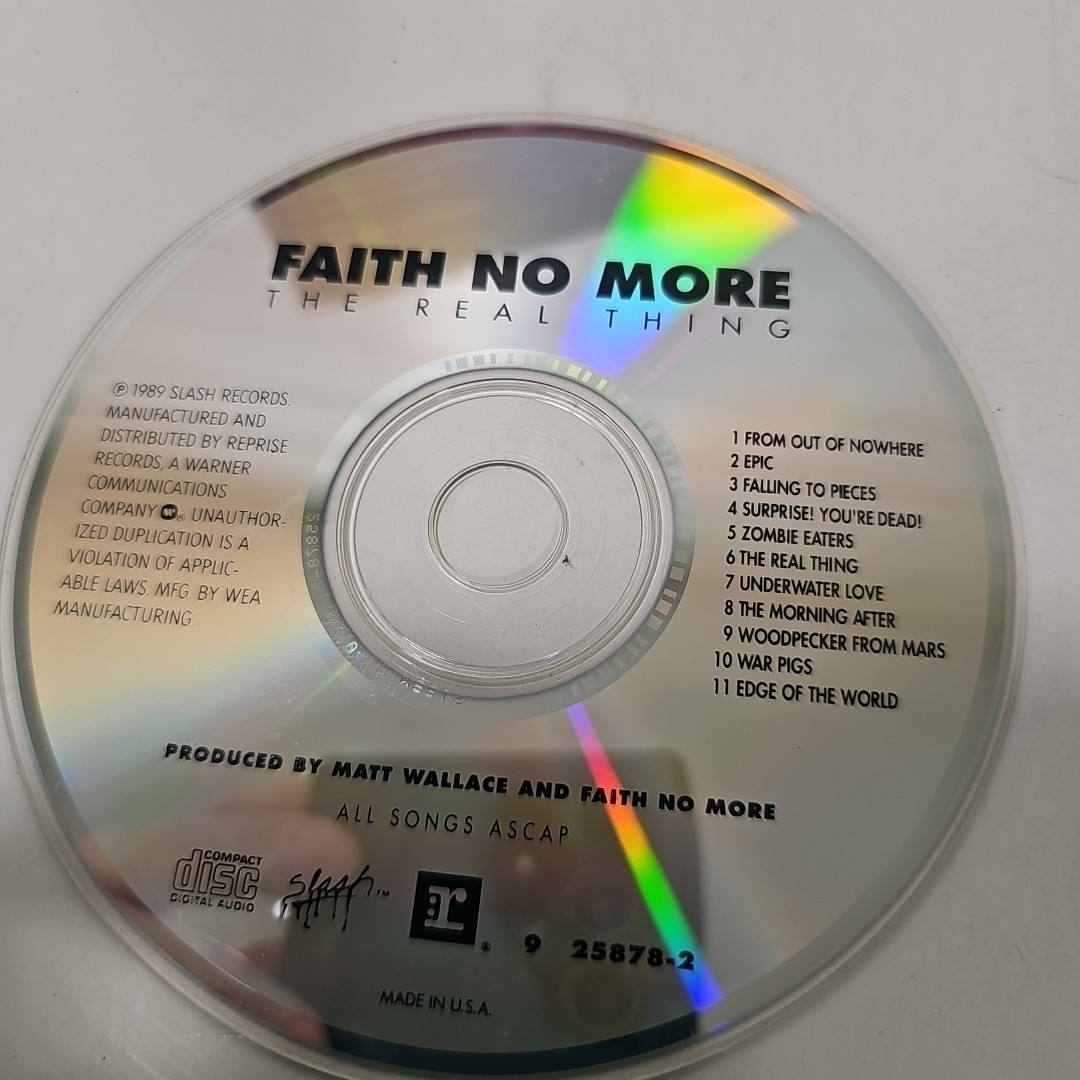 FAITH NO MORE
THE REAL THING
℗ 1989 SLASH RECORDS.
MANUFACTURED AND
DISTRIBUTED BY REPRISE
RECORDS, A WARNER
COMMUNICATIONS
COMPANY ® UNAUTHOR-
IZED DUPLICATION IS A
VIOLATION OF APPLIC-
ABLE LAWS. MFG. BY WEA
MANUFACTURING.
1 FROM OUT OF NOWHERE
2 EPIC
3 FALLING TO PIECES
4 SURPRISE! YOU'RE DEAD!
5 ZOMBIE EATERS
6 THE REAL THING
7 UNDERWATER LOVE
8 THE MORNING AFTER
9 WOODPECKER FROM MARS
10 WAR PIGS
11 EDGE OF THE WORLD
PRODUCED BY MATT WALLACE AND FAITH NO MORE
ALL SONGS ASCAP
COMPACT
disc
DIGITAL AUDIO
slash™
r® 9 25878-2
MADE IN U.S.A.